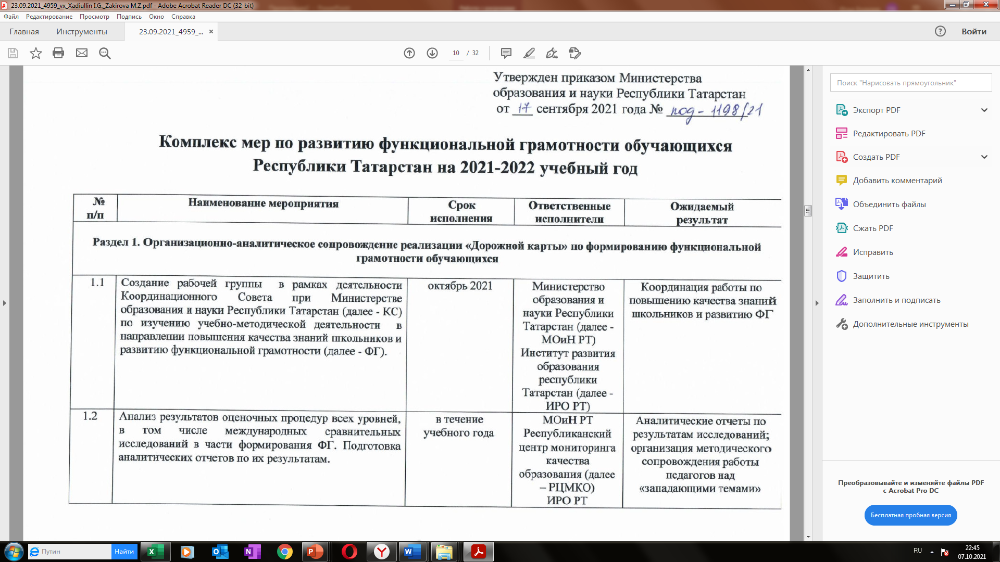 23.09.2021_4959_vx_Xadiullin I.G._Zakirova M.Z.pdf - Adobe Acrobat Reader DC (32-bit)
Файл Редактирование Просмотр Подпись Окно Справка
Главная Инструменты 23.09.2021_4959_... × Войти
10 / 32
Утвержден приказом Министерства
образования и науки Республики Татарстан
от 17 сентября 2021 года № под - 1198/21
Комплекс мер по развитию функциональной грамотности обучающихся
Республики Татарстан на 2021-2022 учебный год
№
п/п
Наименование мероприятия
Срок
исполнения
Ответственные
исполнители
Ожидаемый
результат
Раздел 1. Организационно-аналитическое сопровождение реализации «Дорожной карты» по формированию функциональной
грамотности обучающихся
1.1
Создание рабочей группы в рамках деятельности
Координационного Совета при Министерстве
образования и науки Республики Татарстан (далее - КС)
по изучению учебно-методической деятельности в
направлении повышения качества знаний школьников и
развитию функциональной грамотности (далее - ФГ).
октябрь 2021
Министерство
образования и
науки Республики
Татарстан (далее -
МОиН РТ)
Институт развития
образования
республики
Татарстан (далее -
ИРО РТ)
Координация работы по
повышению качества знаний
школьников и развитию ФГ
1.2
Анализ результатов оценочных процедур всех уровней,
в том числе международных сравнительных
исследований в части формирования ФГ. Подготовка
аналитических отчетов по их результатам.
в течение
учебного года
МОиН РТ
Республиканский
центр мониторинга
качества
образования (далее
– РЦМКО)
ИРО РТ
Аналитические отчеты по
результатам исследований;
организация методического
сопровождения работы
педагогов над
«западающими темами»
Поиск "Нарисовать прямоугольник"
Экспорт PDF
Редактировать PDF
Создать PDF
Добавить комментарий
Объединить файлы
Сжать PDF
Исправить
Защитить
Заполнить и подписать
Дополнительные инструменты
Преобразовывайте и изменяйте файлы PDF
с Acrobat Pro DC
Бесплатная пробная версия
Путин Найти
RU
22:45
07.10.2021